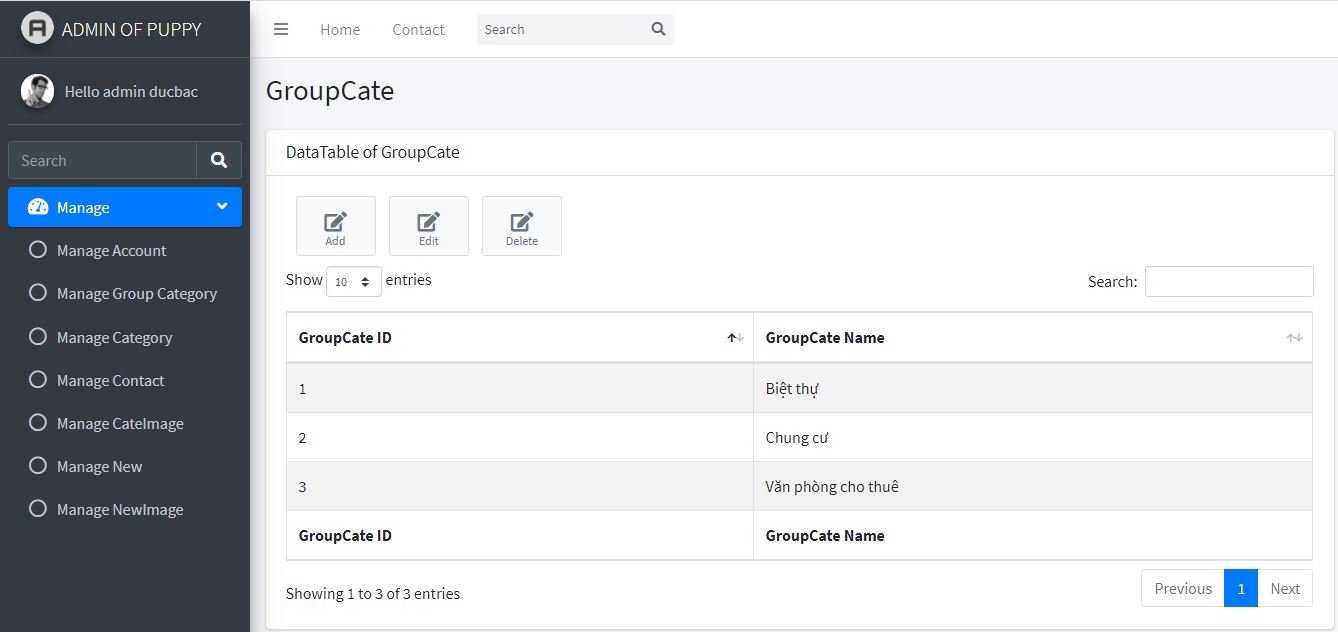 ADMIN OF PUPPY
Home Contact Search
Hello admin ducbac
Search
Manage
Manage Account
Manage Group Category
Manage Category
Manage Contact
Manage CateImage
Manage New
Manage NewImage
GroupCate
DataTable of GroupCate
Add Edit Delete
Show 10 entries Search:
GroupCate ID GroupCate Name
1 Biệt thự
2 Chung cư
3 Văn phòng cho thuê
GroupCate ID GroupCate Name
Showing 1 to 3 of 3 entries Previous 1 Next